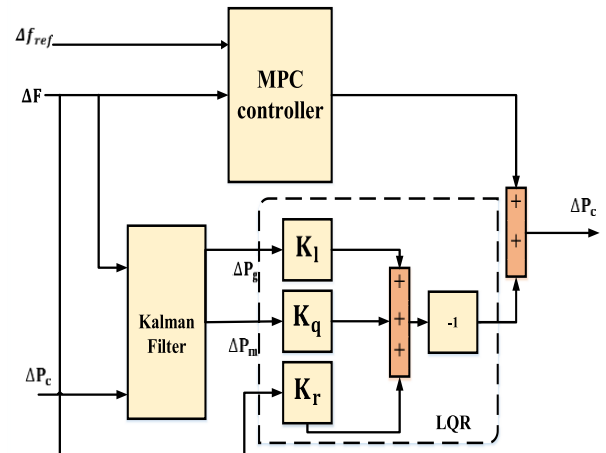 Δf_ref
ΔF
MPC
controller
+
+
ΔP_c
Kalman
Filter
ΔP_c
ΔP_g
ΔP_m
K_l
K_q
K_r
+
+
+
-1
LQR